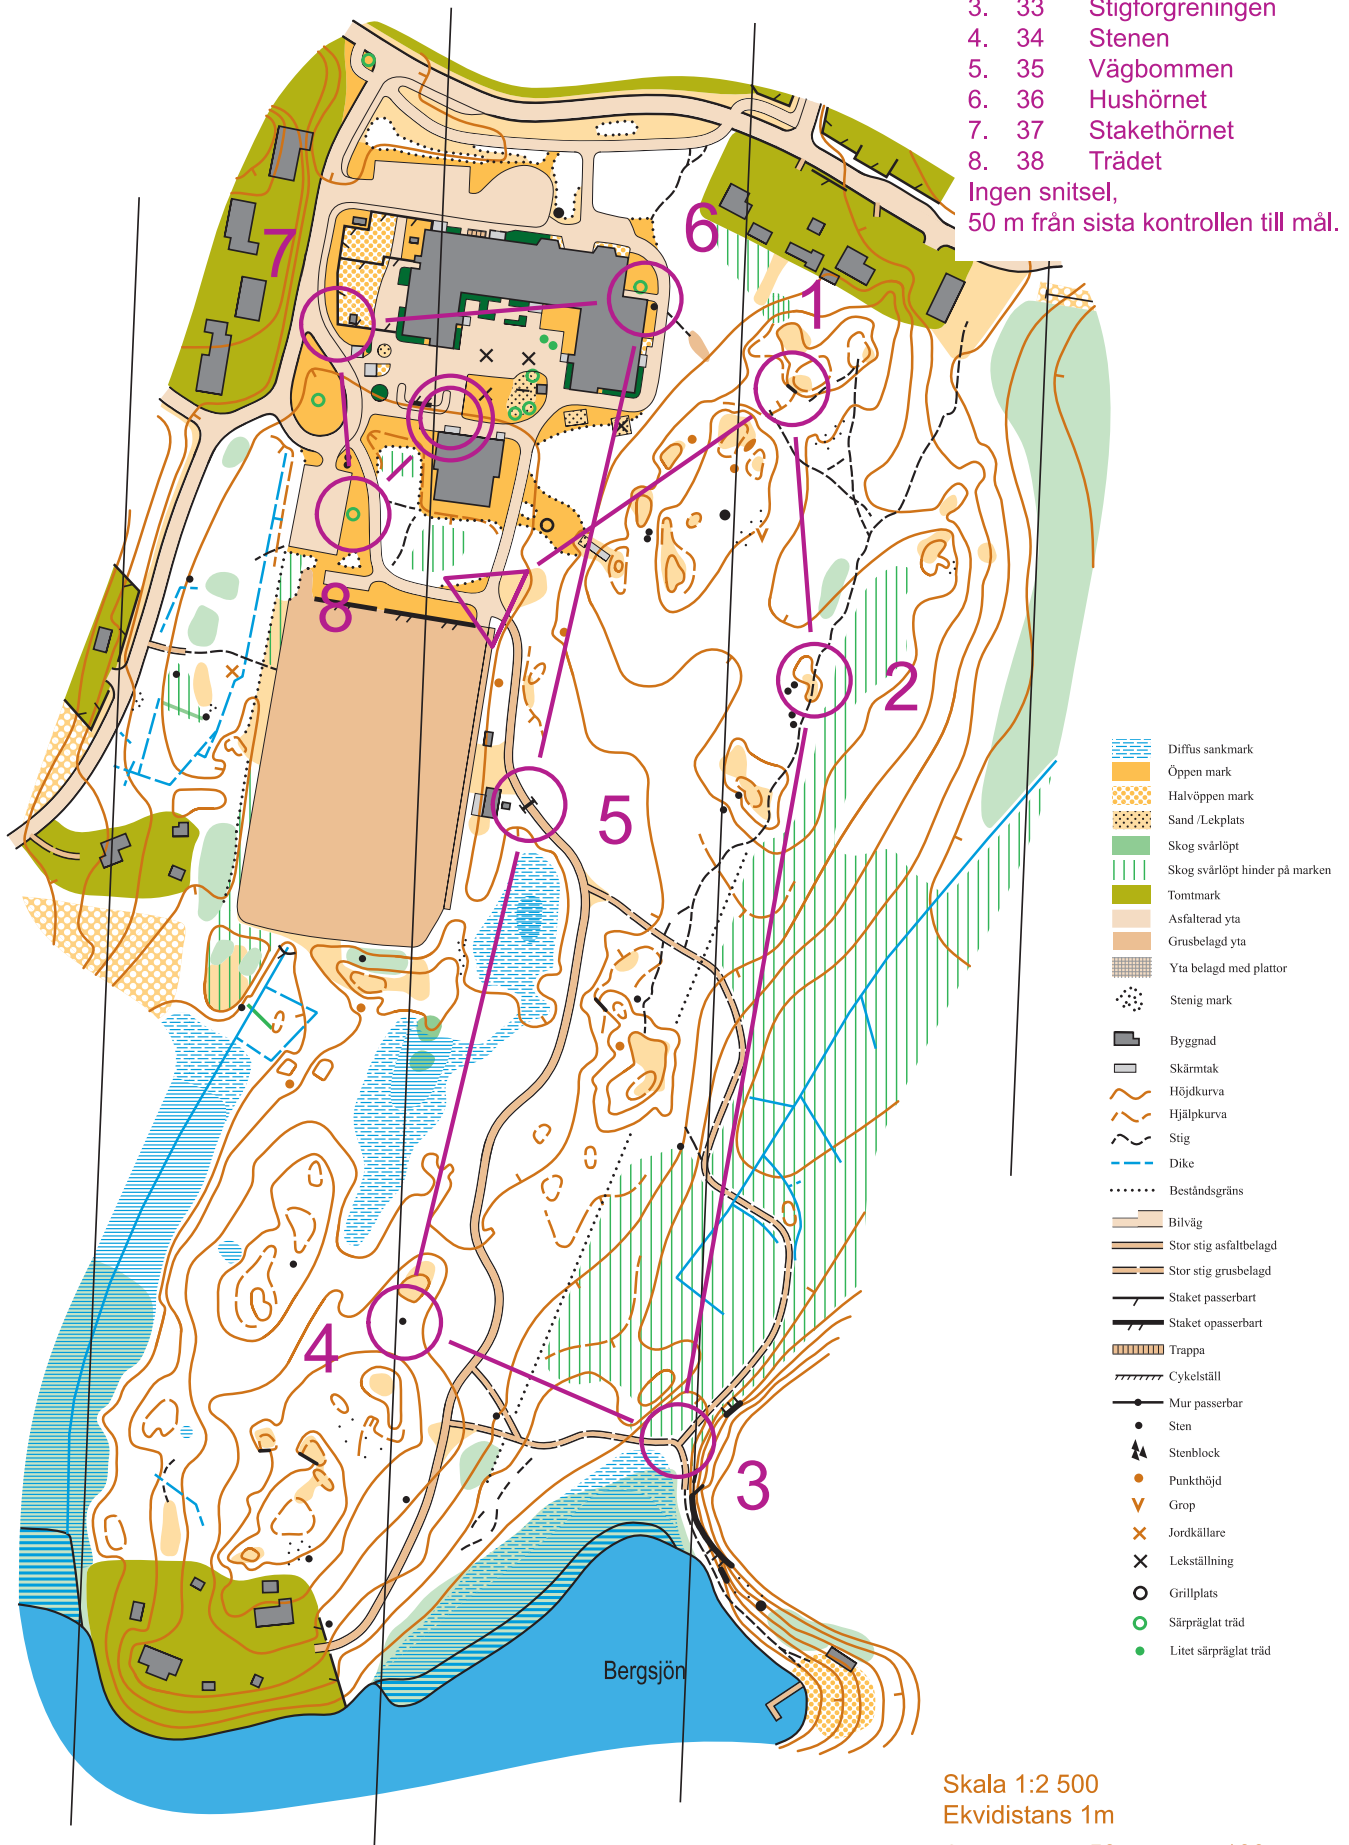 3. 33 Stigförgreningen
4. 34 Stenen
5. 35 Vägbommen
6. 36 Hushörnet
7. 37 Stakethörnet
8. 38 Trädet
Ingen snitsel,
50 m från sista kontrollen till mål.
6
7
1
8
2
5
4
3
Diffus sankmark
Öppen mark
Halvöppen mark
Sand /Lekplats
Skog svårlöpt
Skog svårlöpt hinder på marken
Tomtmark
Asfalterad yta
Grusbelagd yta
Yta belagd med plattor
Stenig mark
Byggnad
Skärmtak
Höjdkurva
Hjälpkurva
Stig
Dike
Beståndsgräns
Bilväg
Stor stig asfaltbelagd
Stor stig grusbelagd
Staket passerbart
Staket opasserbart
Trappa
Cykelställ
Mur passerbar
Sten
Stenblock
Punkthöjd
Grop
Jordkällare
Lekställning
Grillplats
Särpräglat träd
Litet särpräglat träd
Bergsjön
Skala 1:2 500
Ekvidistans 1m